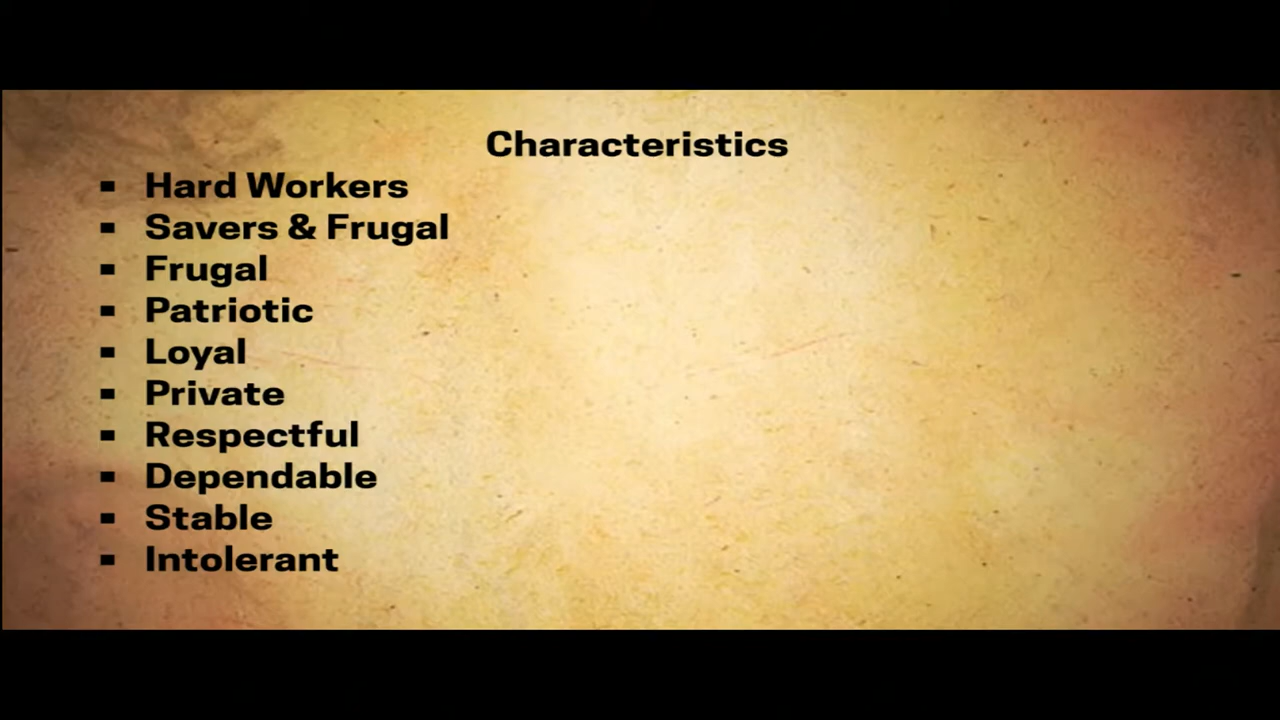 Characteristics
▪ Hard Workers
▪ Savers & Frugal
▪ Frugal
▪ Patriotic
▪ Loyal
▪ Private
▪ Respectful
▪ Dependable
▪ Stable
▪ Intolerant